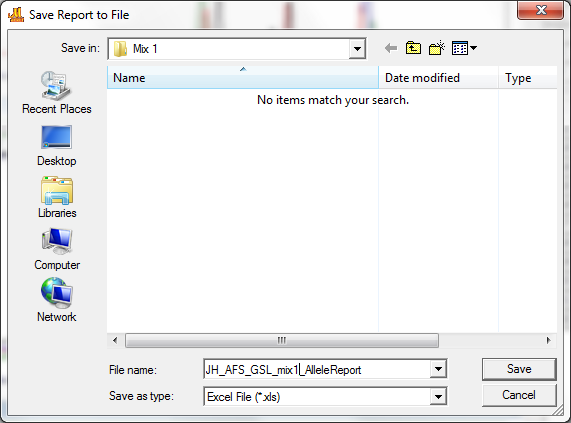 Save Report to File
Save in: Mix 1
Name Date modified Type
No items match your search.
Recent Places
Desktop
Libraries
Computer
Network
File name: JH_AFS_GSL_mix1_AlleleReport Save
Save as type: Excel File (*.xls) Cancel